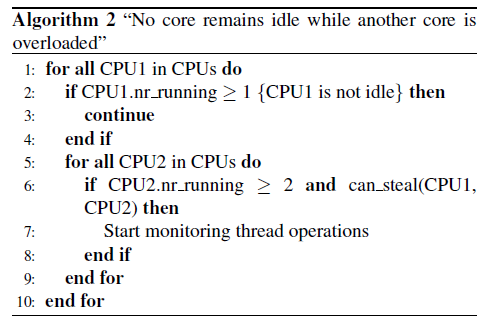 Algorithm 2 “No core remains idle while another core is
overloaded”
1: for all CPU1 in CPUs do
2: if CPU1.nr_running ≥ 1 {CPU1 is not idle} then
3: continue
4: end if
5: for all CPU2 in CPUs do
6: if CPU2.nr_running ≥ 2 and can_steal(CPU1,
CPU2) then
7: Start monitoring thread operations
8: end if
9: end for
10: end for